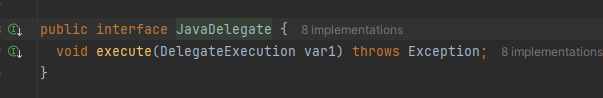 public interface JavaDelegate { 8 implementations
void execute(DelegateExecution var1) throws Exception; 8 implementations
}